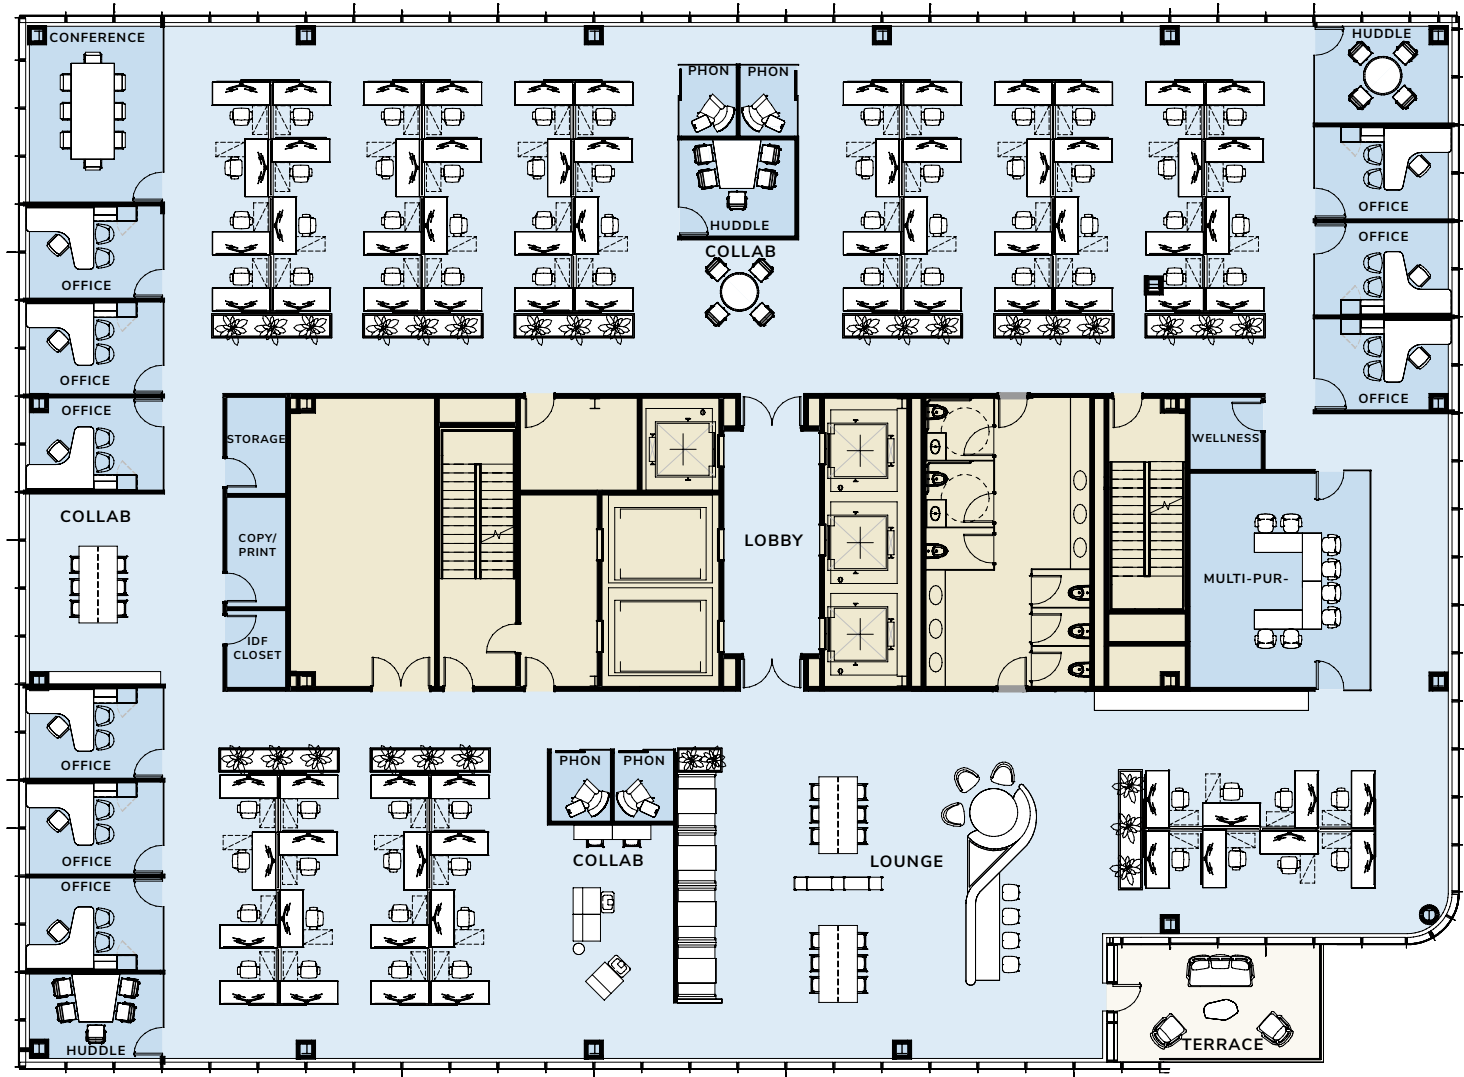 CONFERENCE
PHON
PHON
HUDDLE
HUDDLE
COLLAB
OFFICE
OFFICE
OFFICE
OFFICE
OFFICE
OFFICE
STORAGE
WELLNESS
COLLAB
COPY/
PRINT
LOBBY
MULTI-PUR-
IDF
CLOSET
OFFICE
PHON
PHON
OFFICE
COLLAB
LOUNGE
OFFICE
HUDDLE
TERRACE